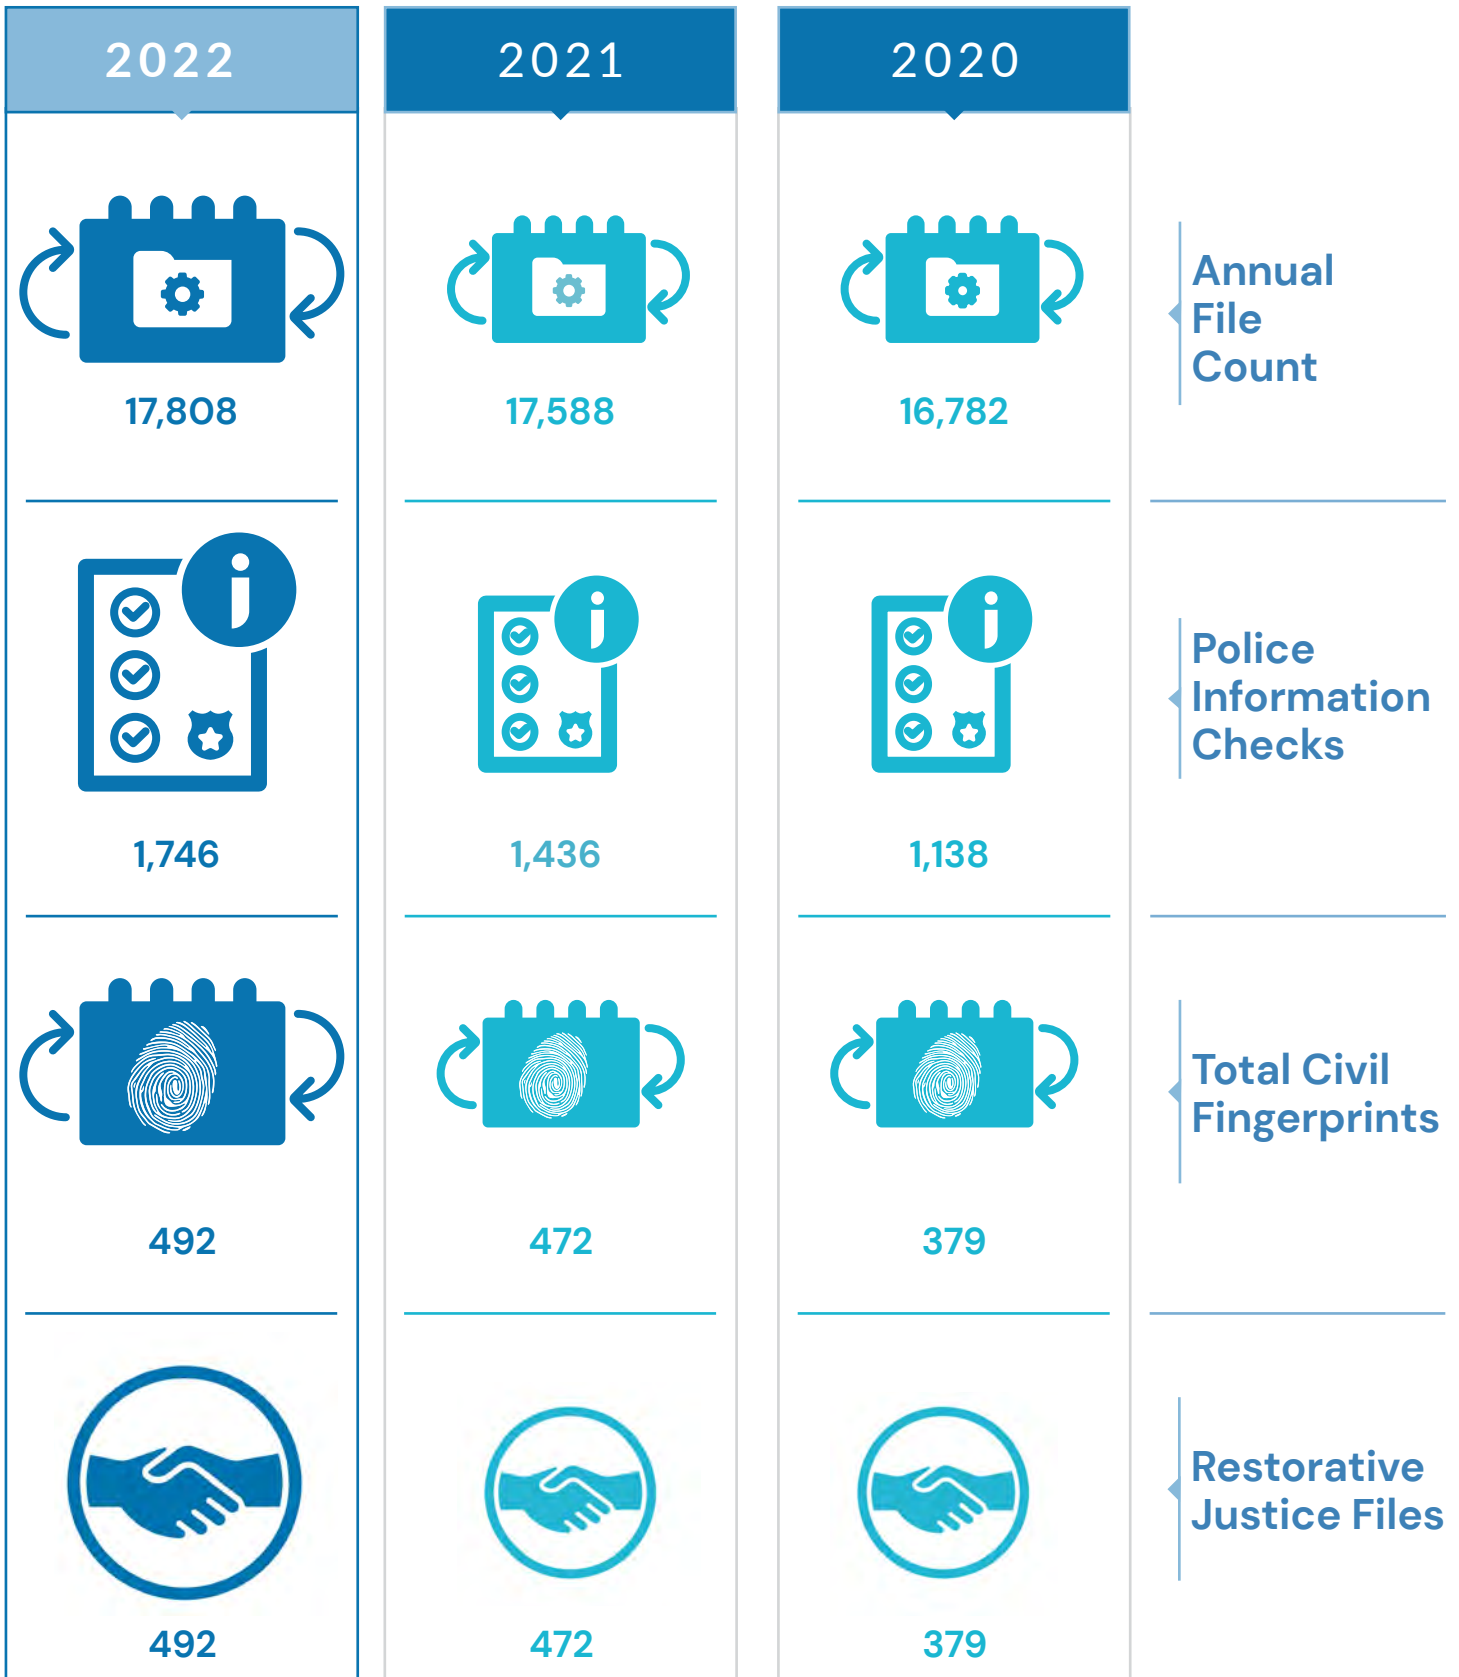 2022 2021 2020
Annual
File
Count
17,808 17,588 16,782
Police
Information
Checks
1,746 1,436 1,138
Total Civil
Fingerprints
492 472 379
Restorative
Justice Files
492 472 379